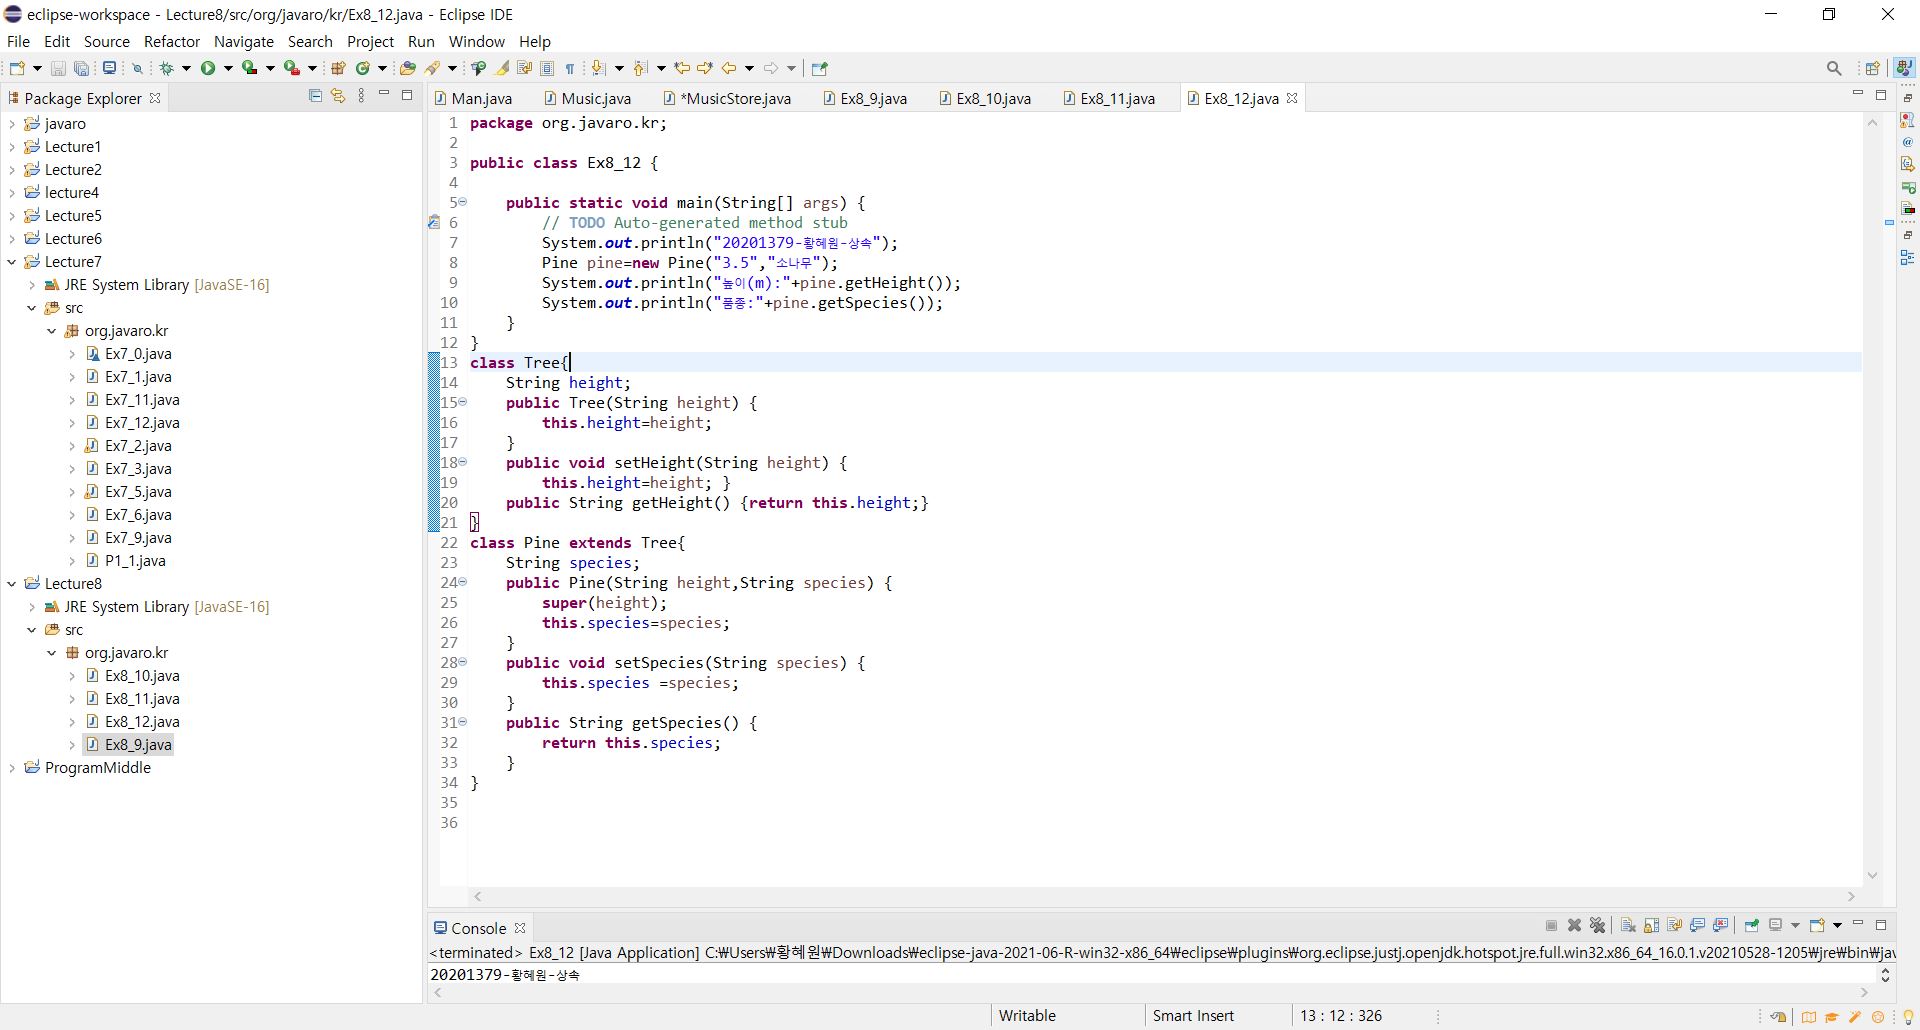 eclipse-workspace - Lecture8/src/org/javaro/kr/Ex8_12.java - Eclipse IDE
File Edit Source Refactor Navigate Search Project Run Window Help
Package Explorer
javaro
Lecture1
Lecture2
lecture4
Lecture5
Lecture6
Lecture7
JRE System Library [JavaSE-16]
src
org.javaro.kr
Ex7_0.java
Ex7_1.java
Ex7_11.java
Ex7_12.java
Ex7_2.java
Ex7_3.java
Ex7_5.java
Ex7_6.java
Ex7_9.java
P1_1.java
Lecture8
JRE System Library [JavaSE-16]
src
org.javaro.kr
Ex8_10.java
Ex8_11.java
Ex8_12.java
Ex8_9.java
ProgramMiddle
Man.java Music.java *MusicStore.java Ex8_9.java Ex8_10.java Ex8_11.java Ex8_12.java
1 package org.javaro.kr;
2
3 public class Ex8_12 {
4
5 public static void main(String[] args) {
6 // TODO Auto-generated method stub
7 System.out.println("20201379-황혜원-상속");
8 Pine pine=new Pine("3.5","소나무");
9 System.out.println("높이(m):"+pine.getHeight());
10 System.out.println("품종:"+pine.getSpecies());
11 }
12 }
13 class Tree{
14 String height;
15 public Tree(String height) {
16 this.height=height;
17 }
18 public void setHeight(String height) {
19 this.height=height; }
20 public String getHeight() {return this.height;}
21 }
22 class Pine extends Tree{
23 String species;
24 public Pine(String height,String species) {
25 super(height);
26 this.species=species;
27 }
28 public void setSpecies(String species) {
29 this.species =species;
30 }
31 public String getSpecies() {
32 return this.species;
33 }
34 }
35
36
Console
<terminated> Ex8_12 [Java Application] C:₩Users₩황혜원₩Downloads₩eclipse-java-2021-06-R-win32-x86_64₩eclipse₩plugins₩org.eclipse.justj.openjdk.hotspot.jre.full.win32.x86_64_16.0.1.v20210528-1205₩jre₩bin₩jav
20201379-황혜원-상속
Writable Smart Insert 13 : 12 : 326